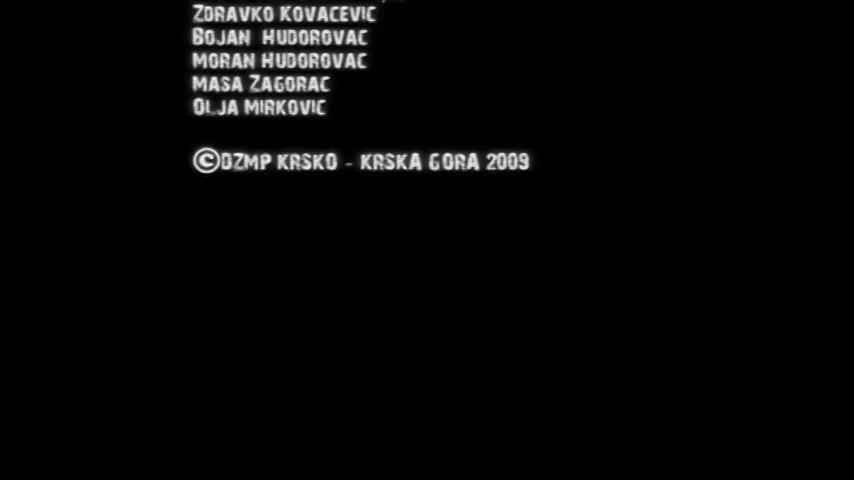 Zdravko Kovacevic
Bojan Hudorovac
Moran Hudorovac
Masa Zagorac
Olja Mirkovic
©DZMP KRSKO - KRSKA GORA 2009